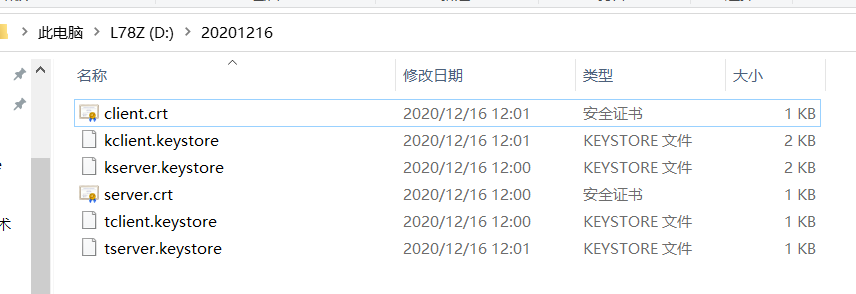 此电脑 > L78Z (D:) > 20201216
名称 修改日期 类型 大小
client.crt 2020/12/16 12:01 安全证书 1 KB
kclient.keystore 2020/12/16 12:01 KEYSTORE 文件 2 KB
kserver.keystore 2020/12/16 12:00 KEYSTORE 文件 2 KB
server.crt 2020/12/16 12:00 安全证书 1 KB
术 tclient.keystore 2020/12/16 12:00 KEYSTORE 文件 1 KB
tserver.keystore 2020/12/16 12:01 KEYSTORE 文件 1 KB